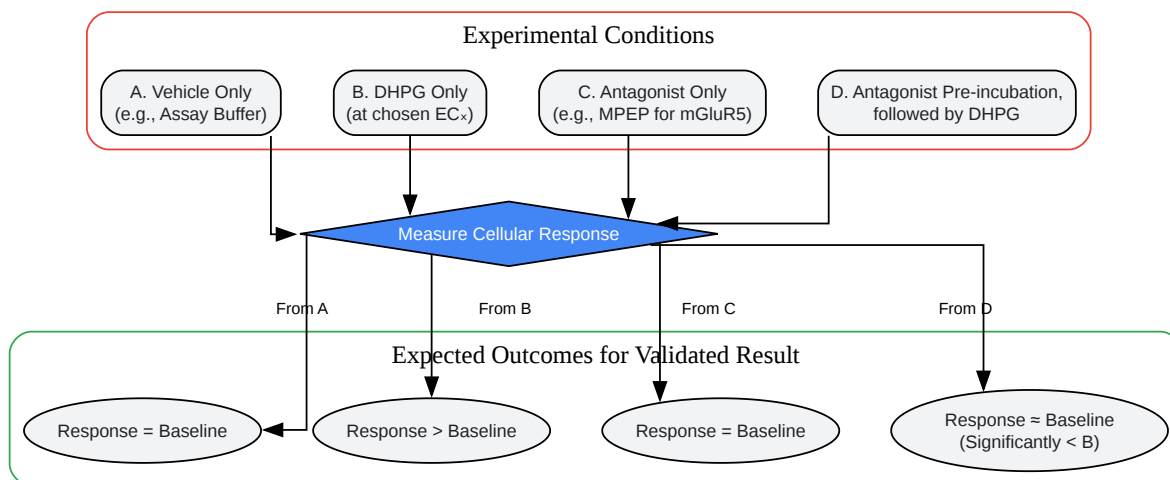 Experimental Conditions
A. Vehicle Only
(e.g., Assay Buffer)
B. DHPG Only
(at chosen ECₓ)
C. Antagonist Only
(e.g., MPEP for mGluR5)
D. Antagonist Pre-incubation,
followed by DHPG
Measure Cellular Response
From A
From B
From C
From D
Expected Outcomes for Validated Result
Response = Baseline
Response > Baseline
Response = Baseline
Response ≈ Baseline
(Significantly < B)